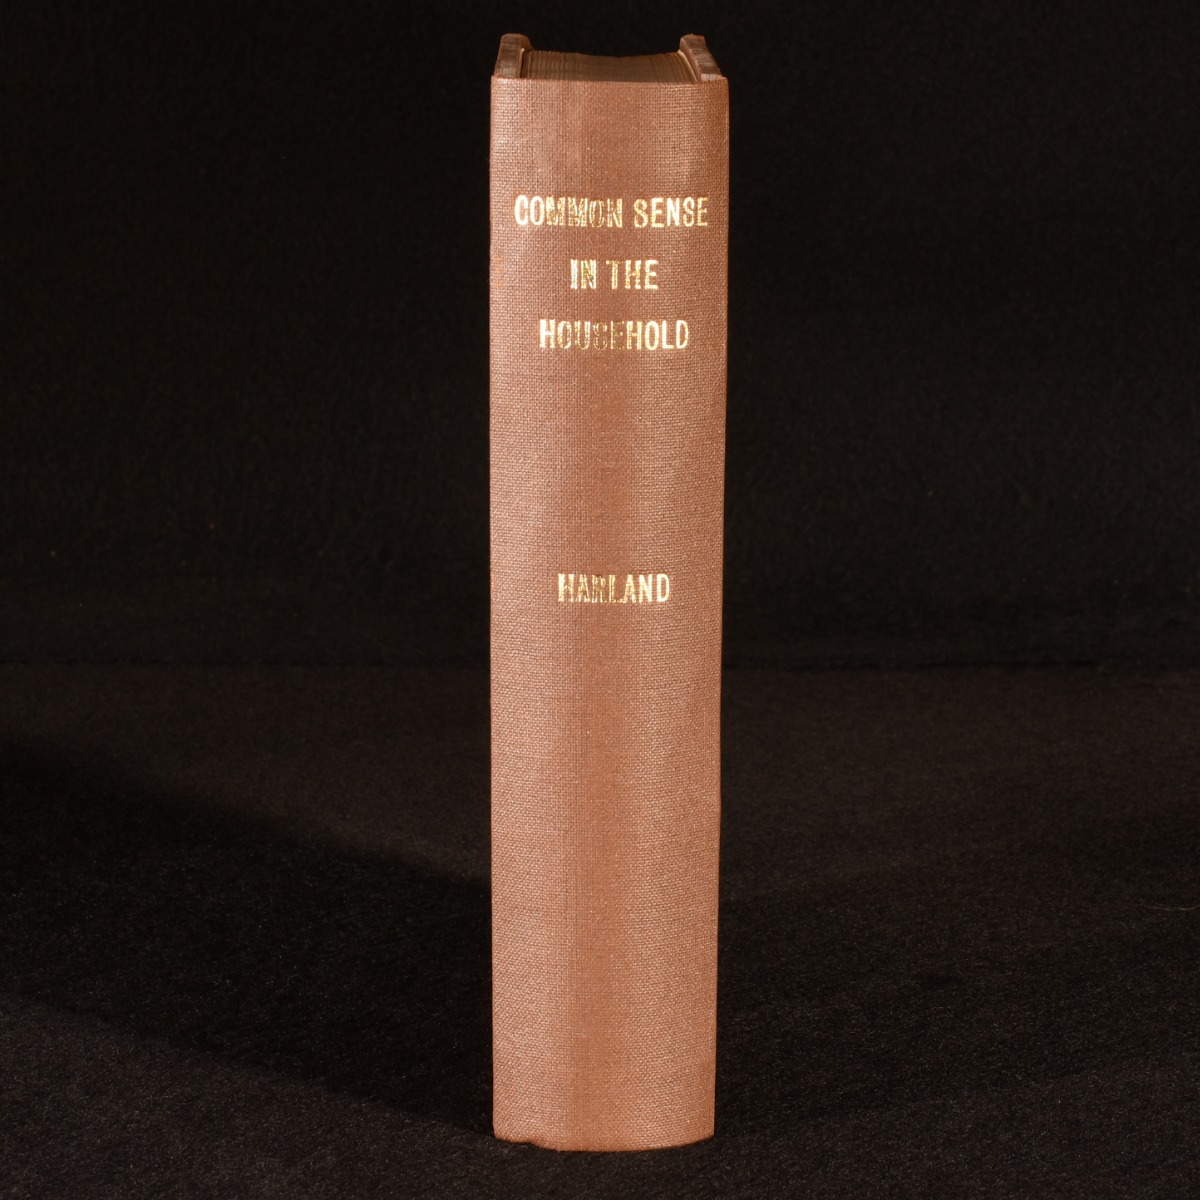 COMMON SENSE
IN THE
HOUSEHOLD
HARLAND